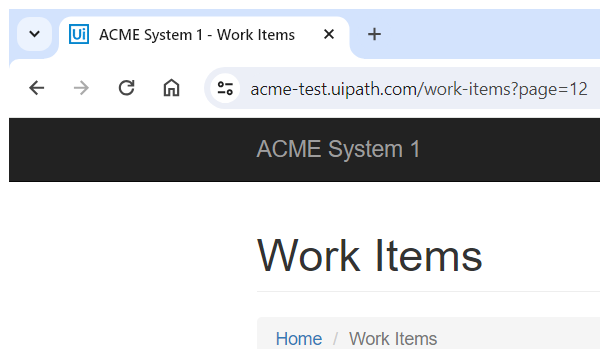 Ui ACME System 1 - Work Items
acme-test.uipath.com/work-items?page=12
ACME System 1
Work Items
Home / Work Items